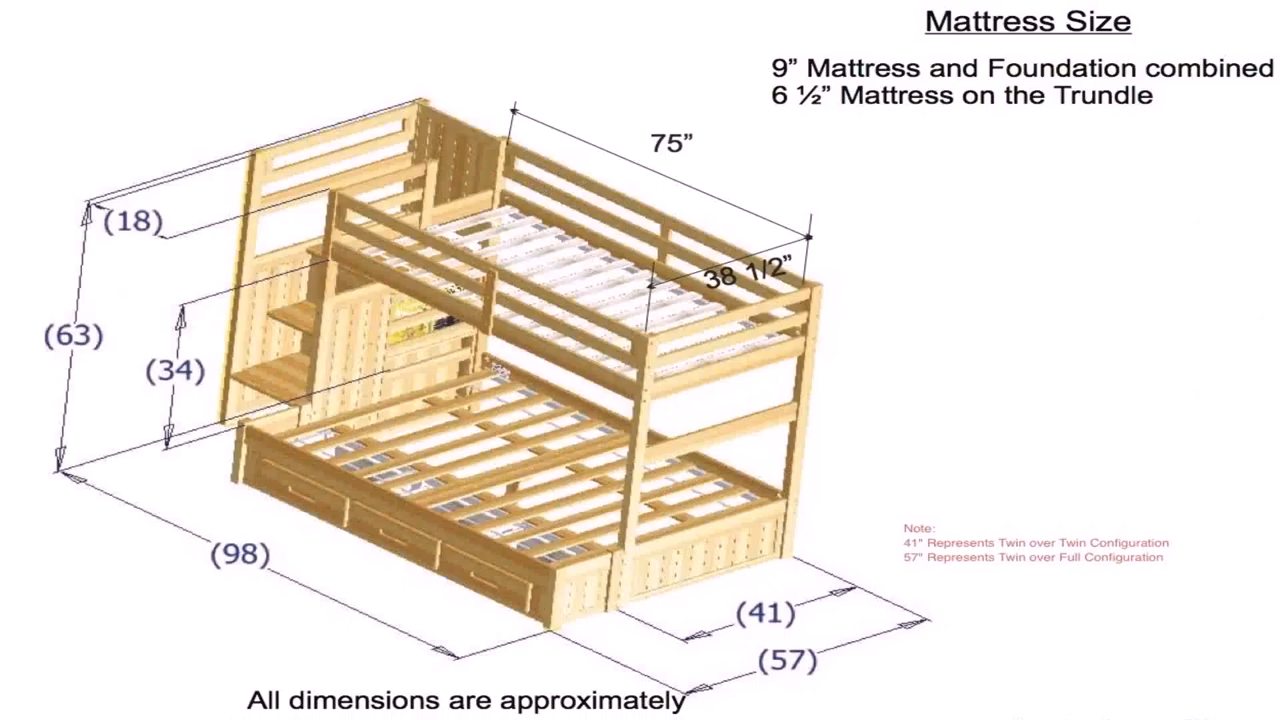 Mattress Size
9” Mattress and Foundation combined
6 ½” Mattress on the Trundle
75”
38 1/2”
(18)
(63)
(34)
(98)
(41)
(57)
Note:
41" Represents Twin over Twin Configuration
57" Represents Twin over Full Configuration
All dimensions are approximately